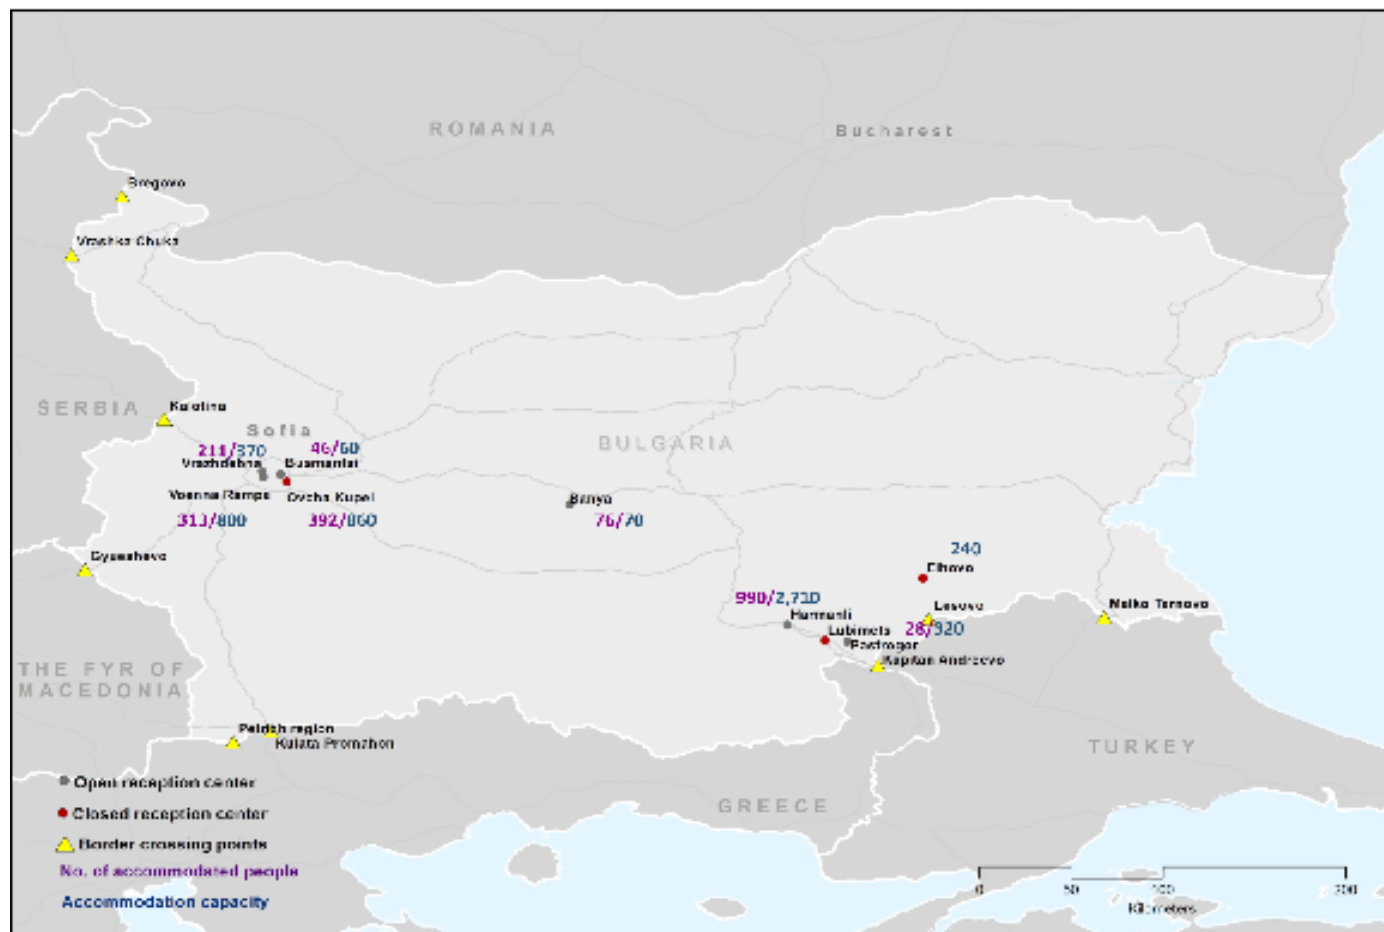 ROMANIA
Bucharest
Bregovo
Vrashka Chuka
SERBIA
Kalotina
Sofia
BULGARIA
211/370
46/60
Vrazhdebna
Busmantsi
Voenna Rampa
Ovcha Kupel
Banya
313/800
392/860
76/70
Gyueshevo
240
Elhovo
990/2,710
Harmanli
Lesovo
Malko Tarnovo
Lubimets
28/320
Pastrogor
Kapitan Andreevo
THE FYR OF
MACEDONIA
Petrich region
Kulata Promahon
TURKEY
GREECE
Open reception center
Closed reception center
Border crossing points
No. of accommodated people
Accommodation capacity
0
50
100
200
Kilometers